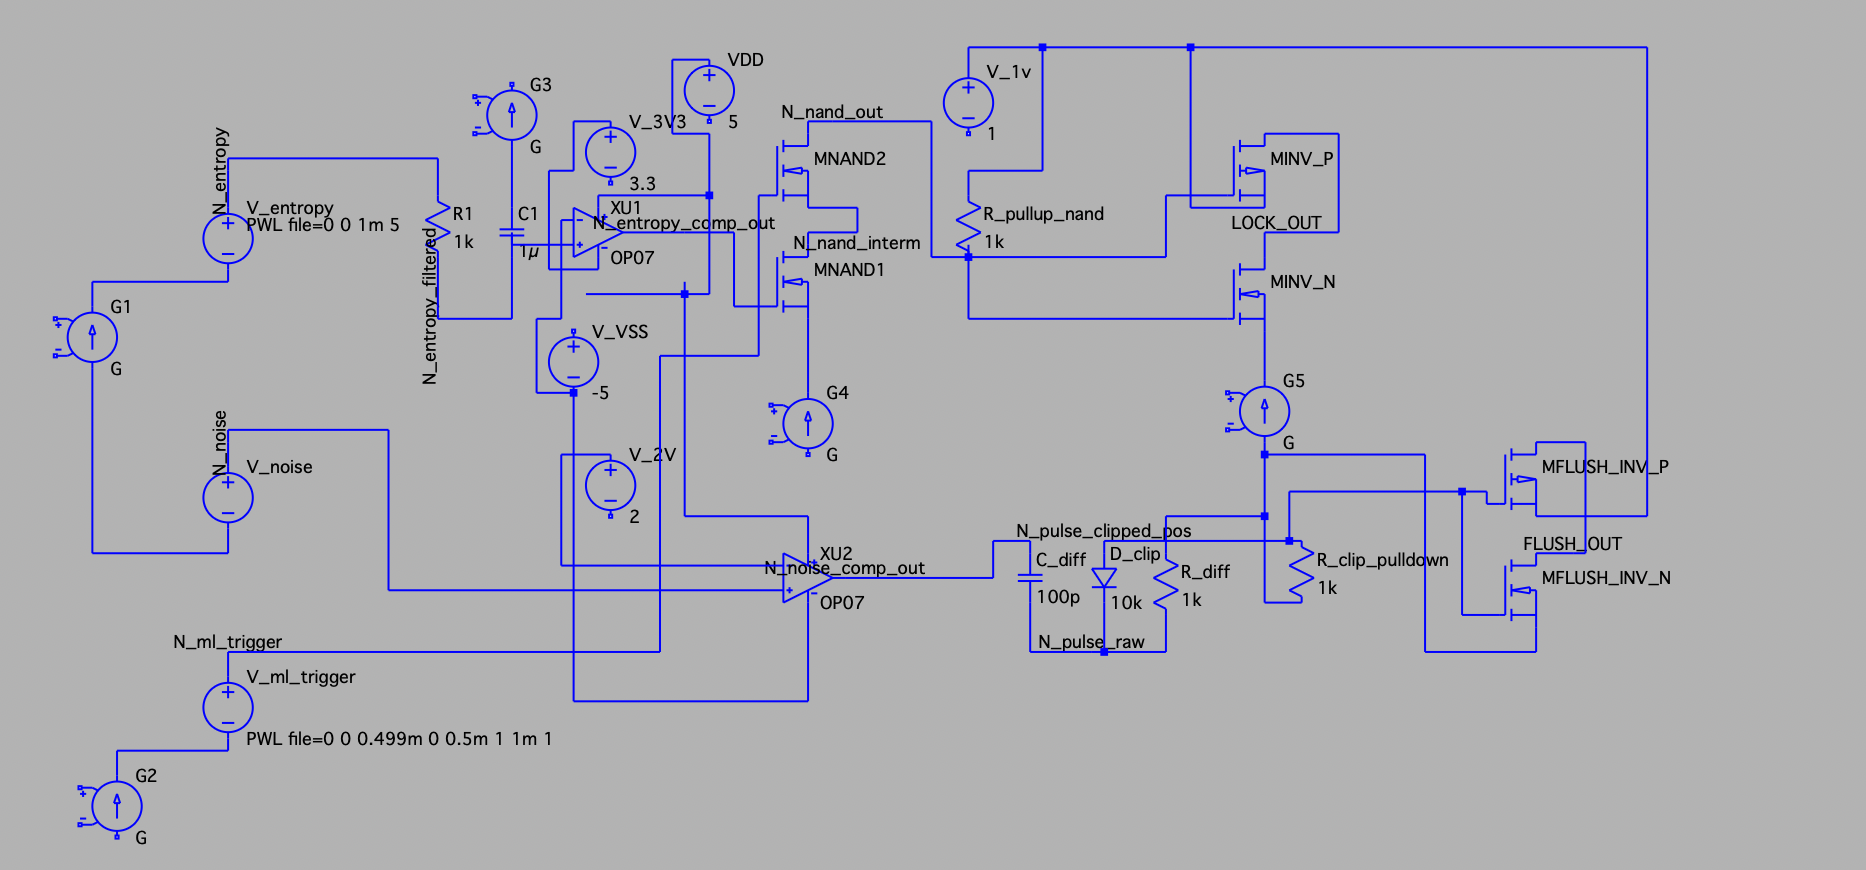 N_entropy
V_entropy
PWL file=0 0 1m 5
G1
G
N_noise
V_noise
N_ml_trigger
V_ml_trigger
PWL file=0 0 0.499m 0 0.5m 1 1m 1
G2
G
R1
1k
N_entropy_filtered
G3
G
C1
1µ
V_3V3
3.3
VDD
5
XU1
N_entropy_comp_out
OP07
V_VSS
-5
V_2V
2
N_nand_out
MNAND2
N_nand_interm
MNAND1
G4
G
XU2
N_noise_comp_out
OP07
V_1v
1
R_pullup_nand
1k
MINV_P
LOCK_OUT
MINV_N
G5
G
N_pulse_clipped_pos
C_diff
100p
D_clip
10k
R_diff
1k
N_pulse_raw
R_clip_pulldown
1k
MFLUSH_INV_P
FLUSH_OUT
MFLUSH_INV_N